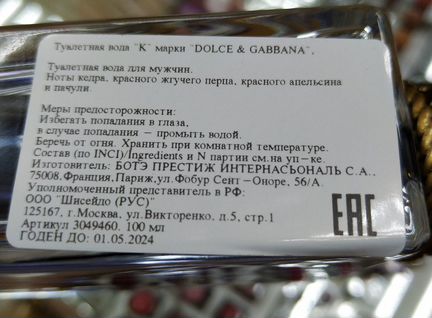 Туалетная вода "К" марки "DOLCE & GABBANA",
Туалетная вода для мужчин.
Ноты кедра, красного жгучего перца, красного апельсина
и пачули.
Меры предосторожности:
Избегать попадания в глаза,
в случае попадания – промыть водой.
Беречь от огня. Хранить при комнатной температуре.
Состав (по INCI)/Ingredients и N партии см.на уп-ке.
Изготовитель: БОТЭ ПРЕСТИЖ ИНТЕРНАСЬОНАЛЬ С.А.,
75008,Франция,Париж,ул.Фобур Сент-Оноре, 56/А.
Уполномоченный представитель в РФ:
ООО "Шисейдо (РУС)"
125167, г.Москва, ул.Викторенко, д.5, стр.1
Артикул 3049460. 100 мл
ГОДЕН ДО: 01.05.2024
EAC